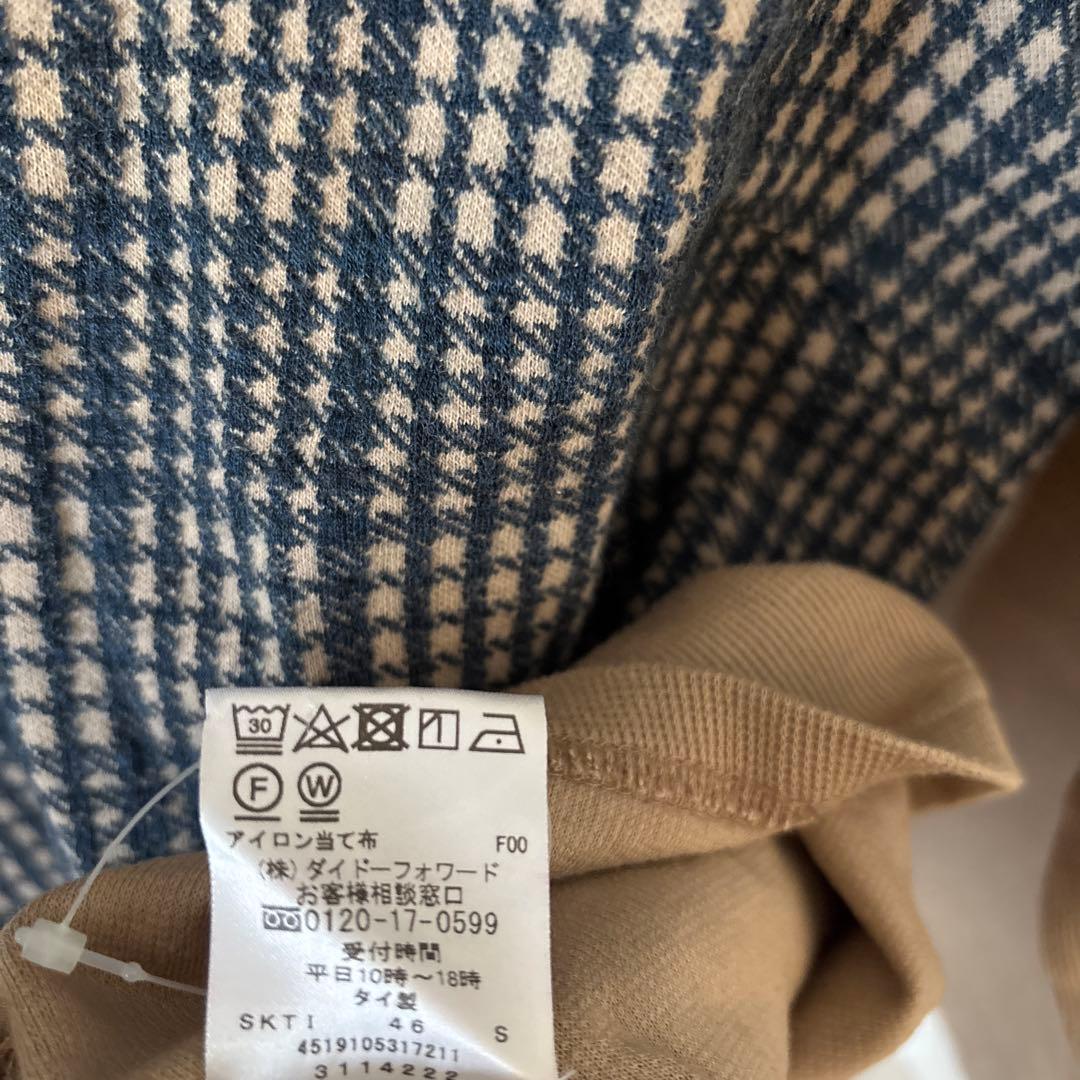 30
F W
アイロン当て布 F00
(株)ダイドーフォワード
お客様相談窓口
0120-17-0599
受付時間
平日10時～18時
タイ製
SKTI 46 S
4519105317211
3114222